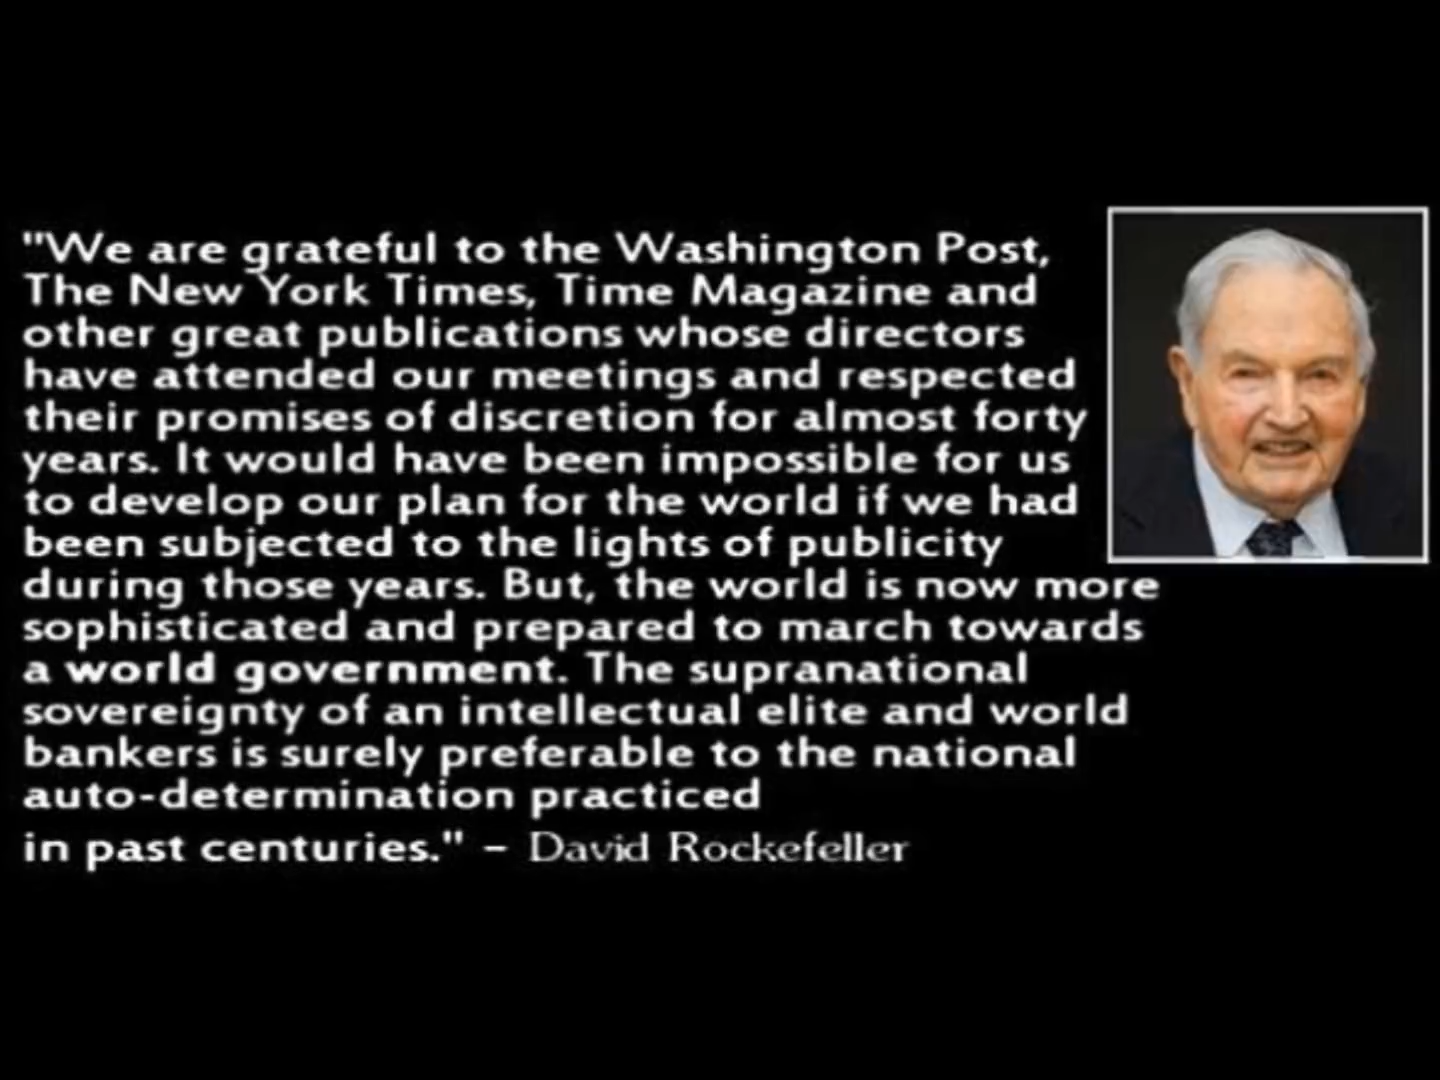 "We are grateful to the Washington Post,
The New York Times, Time Magazine and
other great publications whose directors
have attended our meetings and respected
their promises of discretion for almost forty
years. It would have been impossible for us
to develop our plan for the world if we had
been subjected to the lights of publicity
during those years. But, the world is now more
sophisticated and prepared to march towards
a world government. The supranational
sovereignty of an intellectual elite and world
bankers is surely preferable to the national
auto-determination practiced
in past centuries." – David Rockefeller